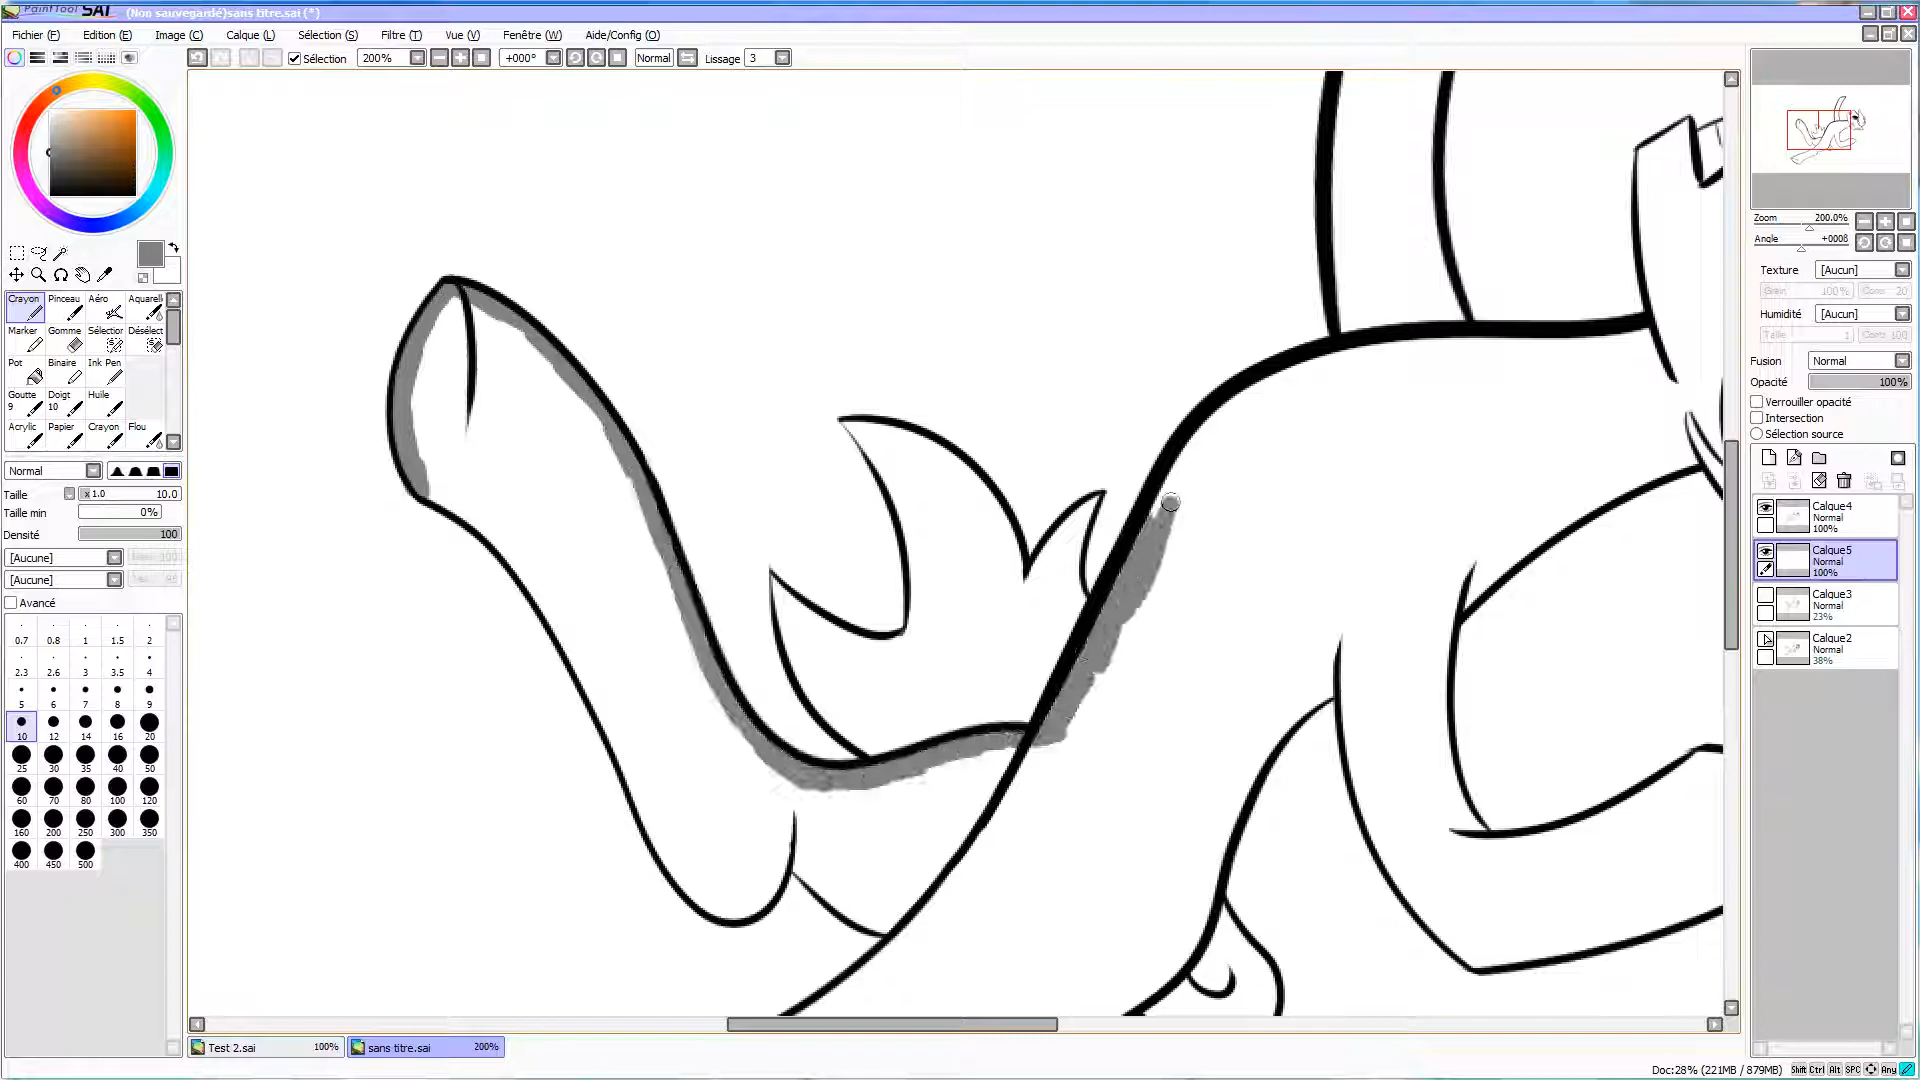 PaintTool SAI (Non sauvegardé)sans titre.sai (*)
Fichier (F) Edition (E) Image (C) Calque (L) Sélection (S) Filtre (T) Vue (V) Fenêtre (W) Aide/Config (O)
Sélection 200% +000° Normal Lissage 3
Zoom 200.0%
Angle +000ß
Texture [Aucun]
Grain 100% Cons 20
Humidité [Aucun]
Taille 1 Conts 100
Fusion Normal
Opacité 100%
Verrouiller opacité
Intersection
Sélection source
Calque4
Normal
100%
Calque5
Normal
100%
Calque3
Normal
23%
Calque2
Normal
38%
Crayon Pinceau Aéro Aquarell
Marker Gomme Sélection Désélect
Pot Binaire Ink Pen
Goutte Doigt Huile
9 10
Acrylic Papier Crayon Flou
Normal
Taille x 1.0 10.0
Taille min 0%
Densité 100
[Aucune]
[Aucune]
Avancé
0.7 0.8 1 1.5 2
2.3 2.6 3 3.5 4
5 6 7 8 9
10 12 14 16 20
25 30 35 40 50
60 70 80 100 120
160 200 250 300 350
400 450 500
Test 2.sai 100% sans titre.sai 200%
Doc:28% (221MB / 879MB) Shift Ctrl Alt SPC Any